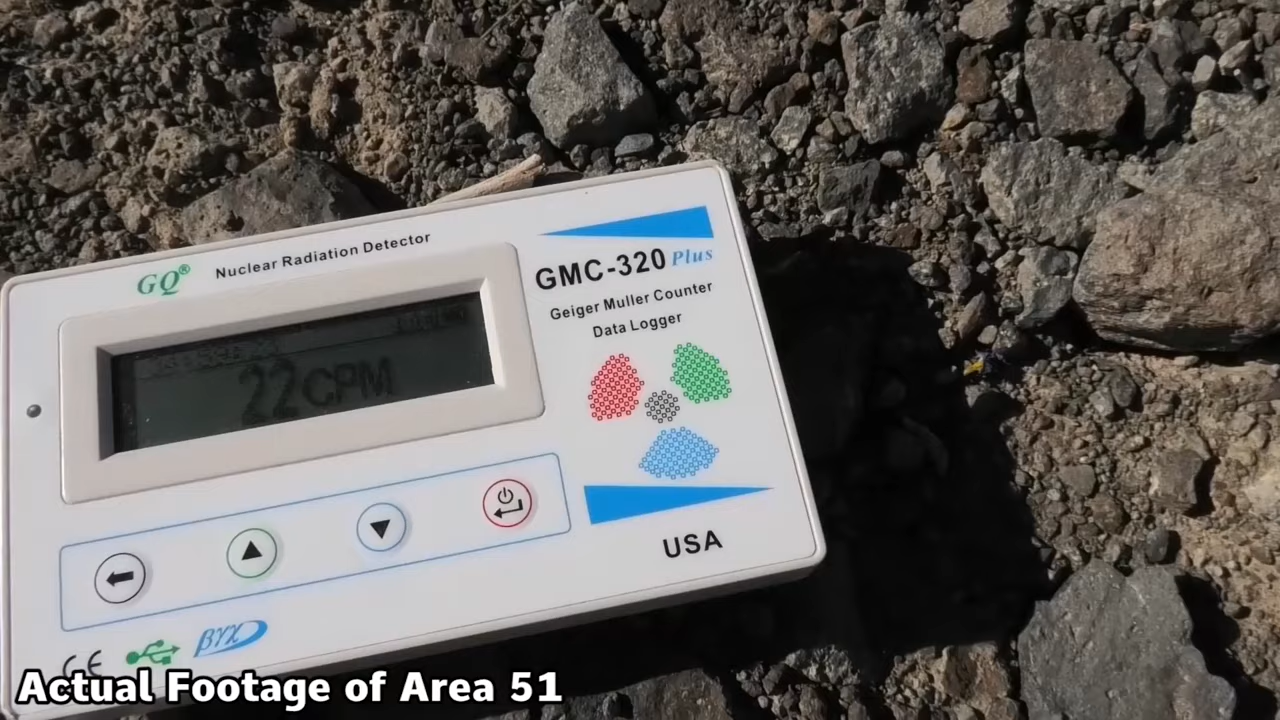 GQ®
Nuclear Radiation Detector
GMC-320 Plus
Geiger Muller Counter
Data Logger
22CPM
USA
CE
βγχ
Actual Footage of Area 51